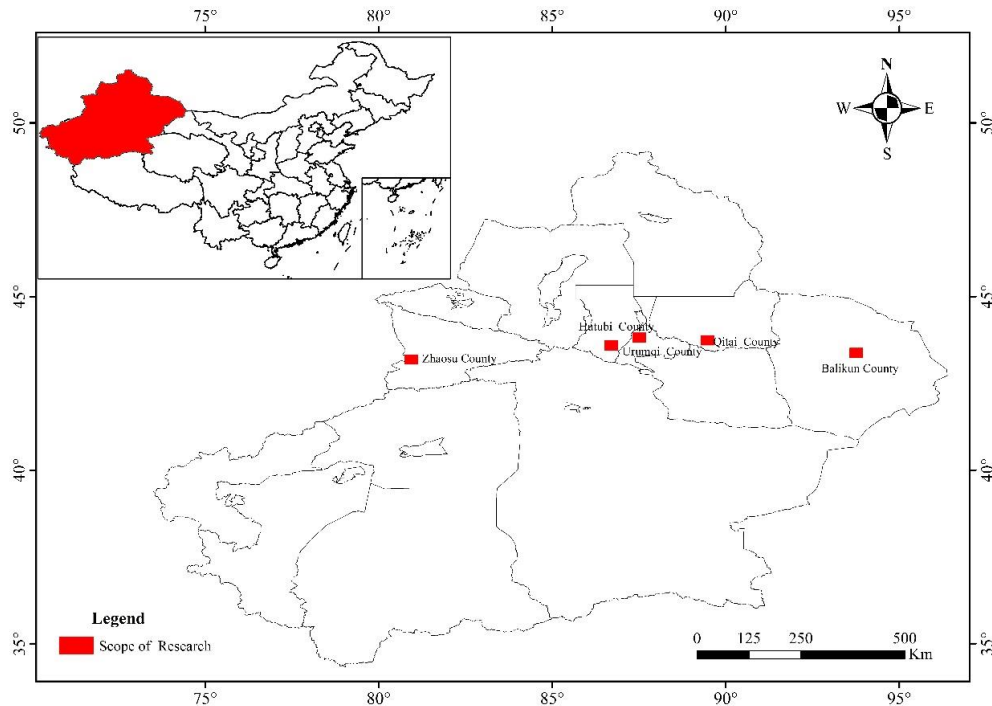 75°
80°
85°
90°
95°
N
W
E
S
50°
50°
45°
45°
Hutubi County
Qitai County
Zhaosu County
Urumqi County
Balikun County
40°
40°
Legend
Scope of Research
0
125
250
500
Km
35°
35°
75°
80°
85°
90°
95°